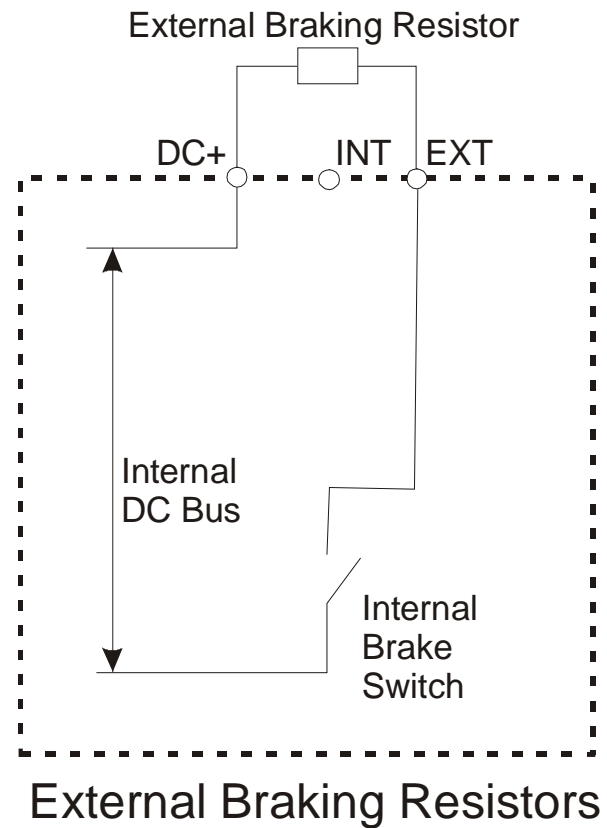 External Braking Resistor
DC+ INT EXT
Internal
DC Bus
Internal
Brake
Switch
External Braking Resistors